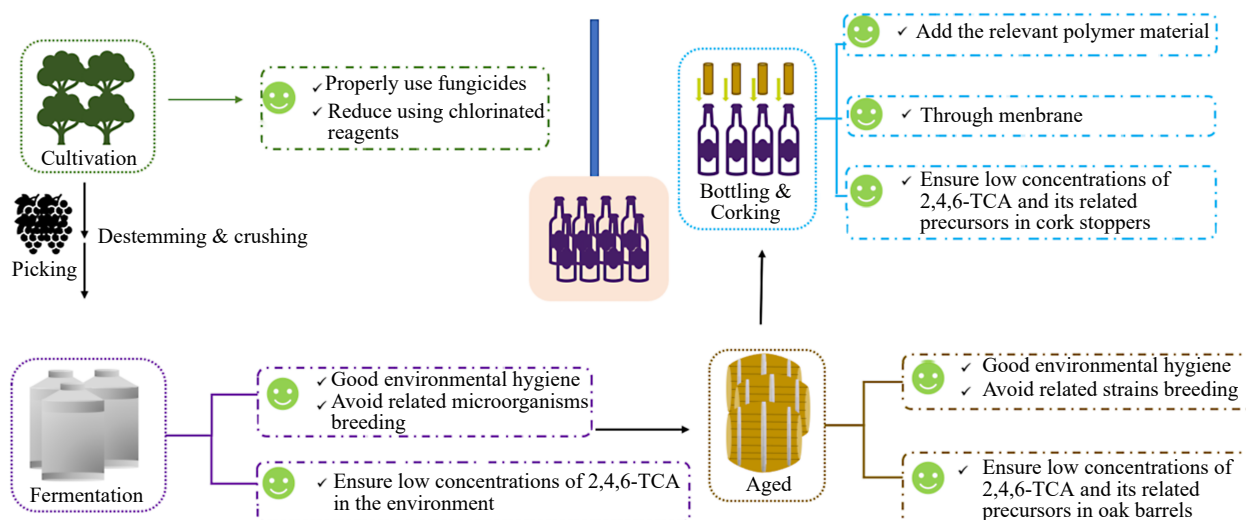 Cultivation
✓ Properly use fungicides
✓ Reduce using chlorinated
reagents
Picking
Destemming & crushing
Fermentation
✓ Good environmental hygiene
✓ Avoid related microorganisms
breeding
✓ Ensure low concentrations of 2,4,6-TCA
in the environment
Aged
✓ Good environmental hygiene
✓ Avoid related strains breeding
✓ Ensure low concentrations of
2,4,6-TCA and its related
precursors in oak barrels
Bottling &
Corking
✓ Add the relevant polymer material
✓ Through menbrane
✓ Ensure low concentrations of
2,4,6-TCA and its related
precursors in cork stoppers